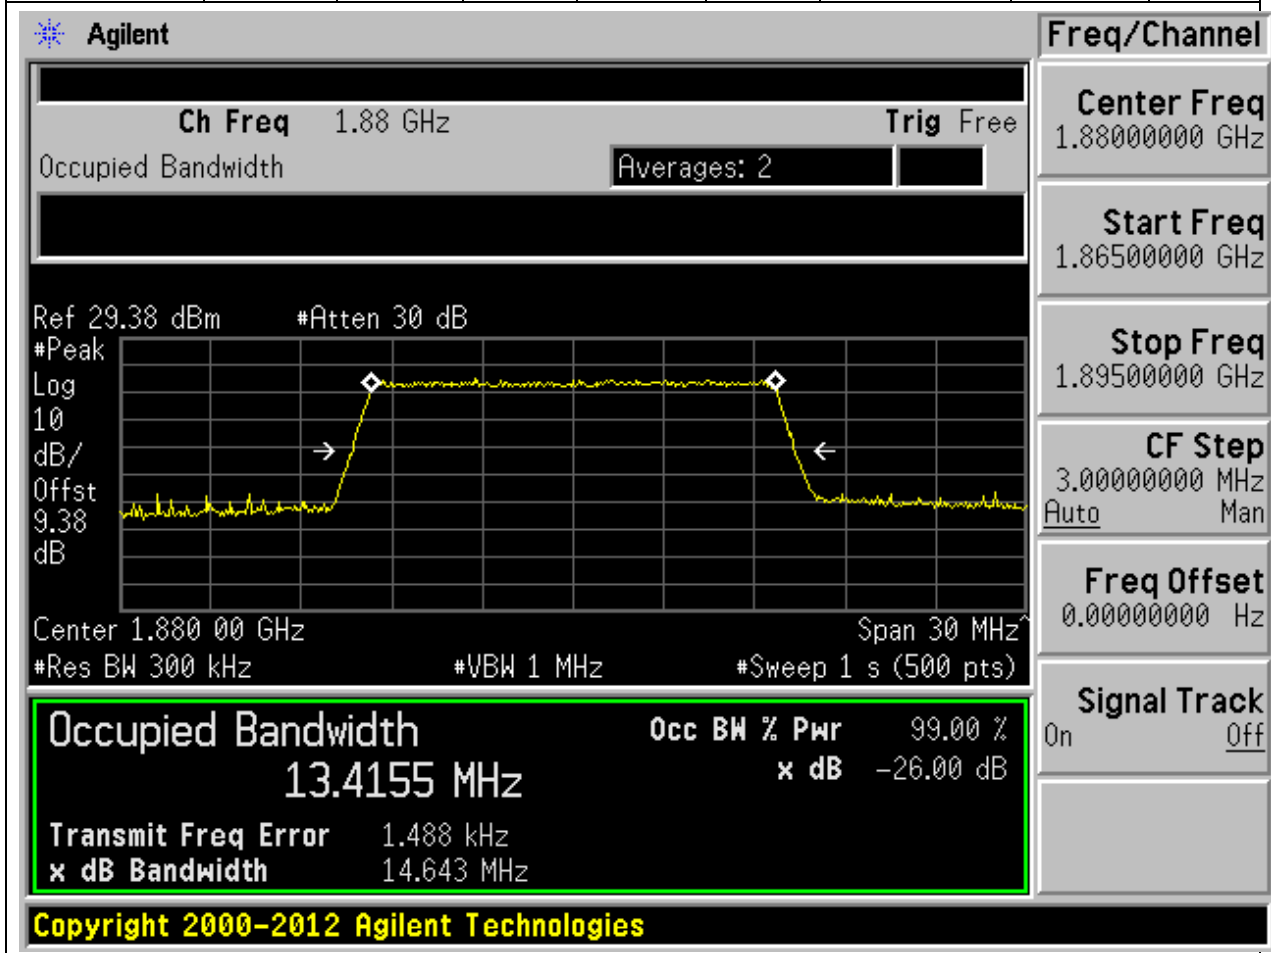 Agilent
Freq/Channel
Ch Freq 1.88 GHz Trig Free
Occupied Bandwidth Averages: 2
Center Freq
1.88000000 GHz
Start Freq
1.86500000 GHz
Stop Freq
1.89500000 GHz
CF Step
3.00000000 MHz
Auto Man
Freq Offset
0.00000000 Hz
Signal Track
On Off
Ref 29.38 dBm #Atten 30 dB
#Peak
Log
10
dB/
Offst
9.38
dB
Center 1.880 00 GHz Span 30 MHz^
#Res BW 300 kHz #VBW 1 MHz #Sweep 1 s (500 pts)
Occupied Bandwidth Occ BW % Pwr 99.00 %
13.4155 MHz x dB -26.00 dB
Transmit Freq Error 1.488 kHz
x dB Bandwidth 14.643 MHz
Copyright 2000-2012 Agilent Technologies